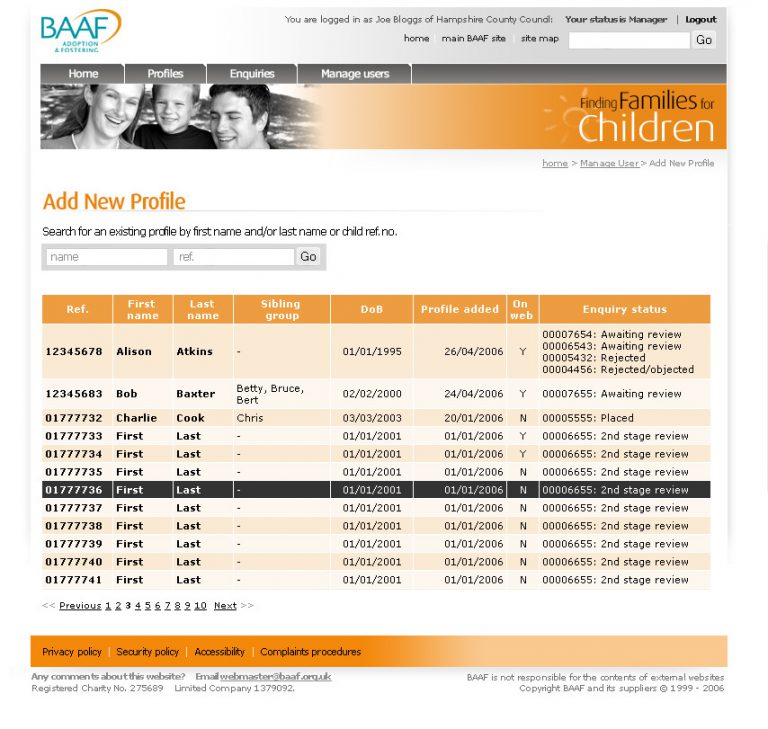 BAAF
ADOPTION
& FOSTERING
You are logged in as Joe Bloggs of Hampshire County Council: Your status is Manager | Logout
home | main BAAF site | site map Go
Home Profiles Enquiries Manage users
Finding Families for
Children
home > Manage User > Add New Profile
Add New Profile
Search for an existing profile by first name and/or last name or child ref. no.
name ref. Go
Ref. First name Last name Sibling group DoB Profile added On web Enquiry status
12345678 Alison Atkins - 01/01/1995 26/04/2006 Y 00007654: Awaiting review
00006543: Awaiting review
00005432: Rejected
00004456: Rejected/objected
12345683 Bob Baxter Betty, Bruce, Bert 02/02/2000 24/04/2006 Y 00007655: Awaiting review
01777732 Charlie Cook Chris 03/03/2003 20/01/2006 N 00005555: Placed
01777733 First Last - 01/01/2001 01/01/2006 Y 00006655: 2nd stage review
01777734 First Last - 01/01/2001 01/01/2006 Y 00006655: 2nd stage review
01777735 First Last - 01/01/2001 01/01/2006 N 00006655: 2nd stage review
01777736 First Last - 01/01/2001 01/01/2006 N 00006655: 2nd stage review
01777737 First Last - 01/01/2001 01/01/2006 N 00006655: 2nd stage review
01777738 First Last - 01/01/2001 01/01/2006 N 00006655: 2nd stage review
01777739 First Last - 01/01/2001 01/01/2006 N 00006655: 2nd stage review
01777740 First Last - 01/01/2001 01/01/2006 N 00006655: 2nd stage review
01777741 First Last - 01/01/2001 01/01/2006 N 00006655: 2nd stage review
<< Previous 1 2 3 4 5 6 7 8 9 10 Next >>
Privacy policy | Security policy | Accessibility | Complaints procedures
Any comments about this website? Email webmaster@baaf.org.uk
Registered Charity No. 275689 Limited Company 1379092.
BAAF is not responsible for the contents of external websites
Copyright BAAF and its suppliers © 1999 - 2006